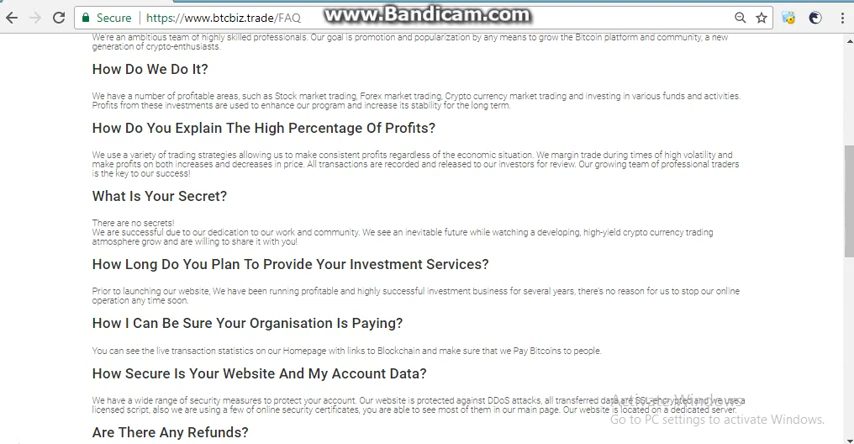 www.Bandicam.com
Secure | https://www.btcbiz.trade/FAQ
We're an ambitious team of highly skilled professionals. Our goal is promotion and popularization by any means to grow the Bitcoin platform and community, a new
generation of crypto-enthusiasts.
How Do We Do It?
We have a number of profitable areas, such as Stock market trading, Forex market trading, Crypto currency market trading and investing in various funds and activities.
Profits from these investments are used to enhance our program and increase its stability for the long term.
How Do You Explain The High Percentage Of Profits?
We use a variety of trading strategies allowing us to make consistent profits regardless of the economic situation. We margin trade during times of high volatility and
make profits on both increases and decreases in price. All transactions are recorded and released to our investors for review. Our growing team of professional traders
is the key to our success!
What Is Your Secret?
There are no secrets!
We are successful due to our dedication to our work and community. We see an inevitable future while watching a developing, high-yield crypto currency trading
atmosphere grow and are willing to share it with you!
How Long Do You Plan To Provide Your Investment Services?
Prior to launching our website, We have been running profitable and highly successful investment business for several years, there's no reason for us to stop our online
operation any time soon.
How I Can Be Sure Your Organisation Is Paying?
You can see the live transaction statistics on our Homepage with links to Blockchain and make sure that we Pay Bitcoins to people.
How Secure Is Your Website And My Account Data?
We have a wide range of security measures to protect your account. Our website is protected against DDoS attacks, all transferred data are SSL-encrypted and we use a
licensed script, also we are using a few of online security certificates, you are able to see most of them in our main page. Our website is located on a dedicated server.
Activate Windows
Go to PC settings to activate Windows.
Are There Any Refunds?